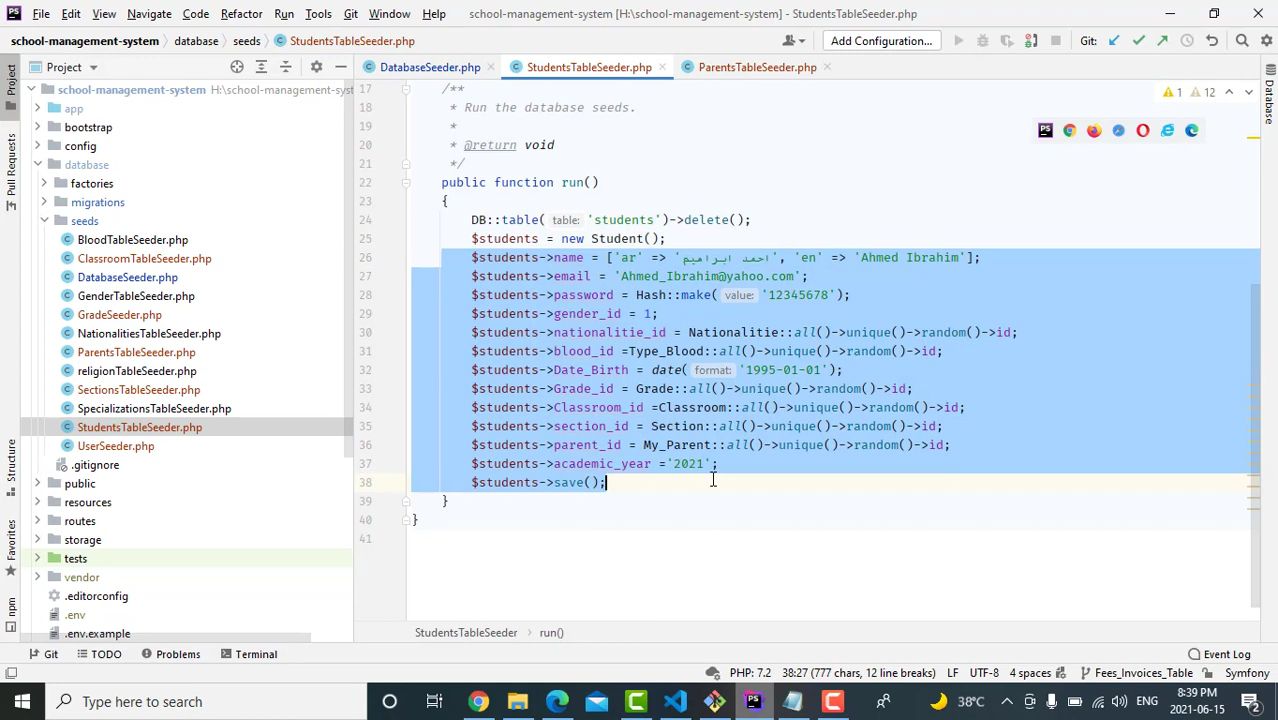 File Edit View Navigate Code Refactor Run Tools Git Window Help school-management-system [H:\school-management-system] - StudentsTableSeeder.php
school-management-system database seeds StudentsTableSeeder.php Add Configuration... Git:
Project DatabaseSeeder.php StudentsTableSeeder.php ParentsTableSeeder.php
school-management-system H:\school-management-syst
app
bootstrap
config
database
factories
migrations
seeds
BloodTableSeeder.php
ClassroomTableSeeder.php
DatabaseSeeder.php
GenderTableSeeder.php
GradeSeeder.php
NationalitiesTableSeeder.php
ParentsTableSeeder.php
religionTableSeeder.php
SectionsTableSeeder.php
SpecializationsTableSeeder.php
StudentsTableSeeder.php
UserSeeder.php
.gitignore
public
resources
routes
storage
tests
vendor
.editorconfig
.env
.env.example
Project
Pull Requests
Structure
Favorites
npm
Database
1 12
17 /**
18 * Run the database seeds.
19 *
20 * @return void
21 */
22 public function run()
23 {
24 DB::table( table: 'students')->delete();
25 $students = new Student();
26 $students->name = ['ar' => 'احمد ابراهيم', 'en' => 'Ahmed Ibrahim'];
27 $students->email = 'Ahmed_Ibrahim@yahoo.com';
28 $students->password = Hash::make( value: '12345678');
29 $students->gender_id = 1;
30 $students->nationalitie_id = Nationalitie::all()->unique()->random()->id;
31 $students->blood_id =Type_Blood::all()->unique()->random()->id;
32 $students->Date_Birth = date( format: '1995-01-01');
33 $students->Grade_id = Grade::all()->unique()->random()->id;
34 $students->Classroom_id =Classroom::all()->unique()->random()->id;
35 $students->section_id = Section::all()->unique()->random()->id;
36 $students->parent_id = My_Parent::all()->unique()->random()->id;
37 $students->academic_year ='2021';
38 $students->save();
39 }
40 }
41
StudentsTableSeeder run()
Git TODO Problems Terminal Event Log
PHP: 7.2 38:27 (777 chars, 12 line breaks) LF UTF-8 4 spaces Fees_Invoices_Table Symfony
Type here to search 38°C ENG 8:39 PM
2021-06-15 2